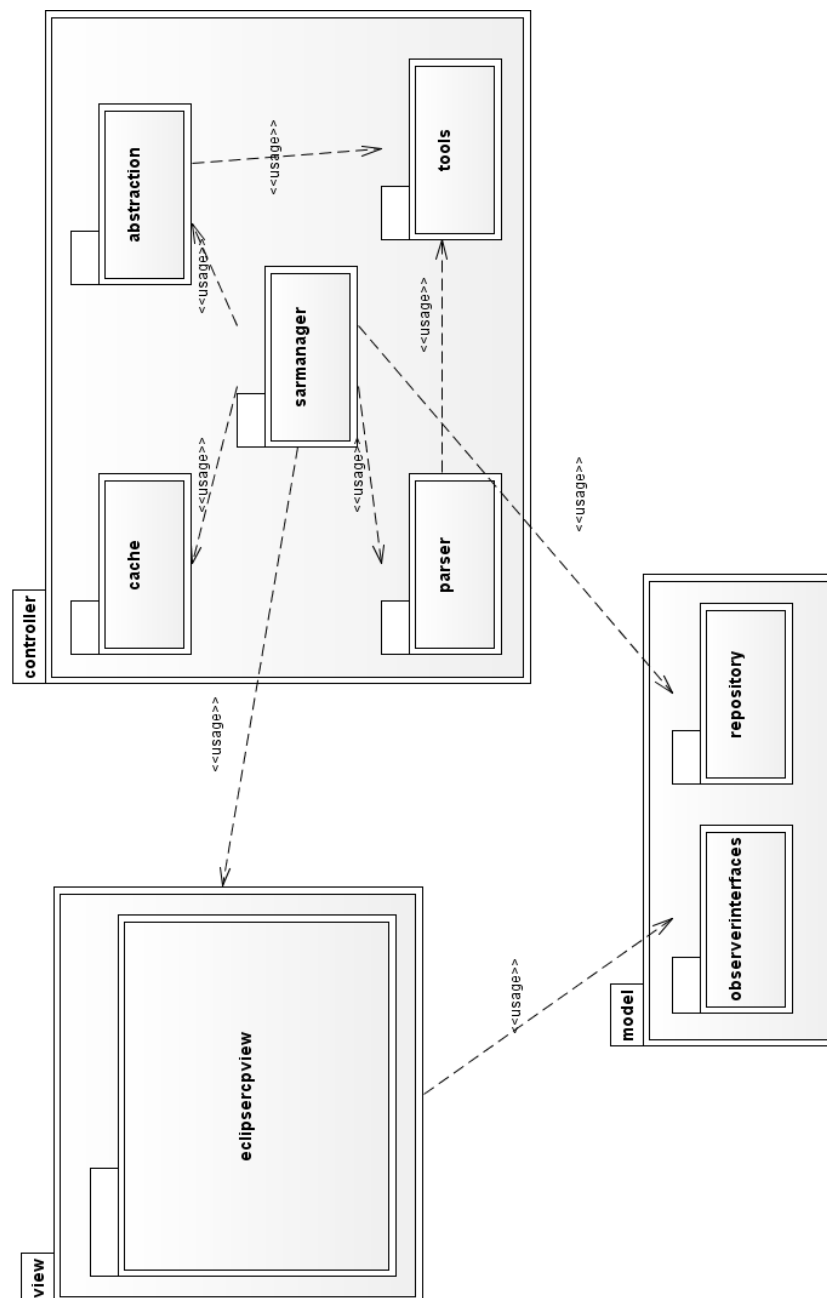 controller
abstraction
tools
<<usage>>
<<usage>>
sarmanager
<<usage>>
<<usage>>
<<usage>>
cache
parser
<<usage>>
<<usage>>
model
repository
observerinterfaces
<<usage>>
view
eclipsercpview